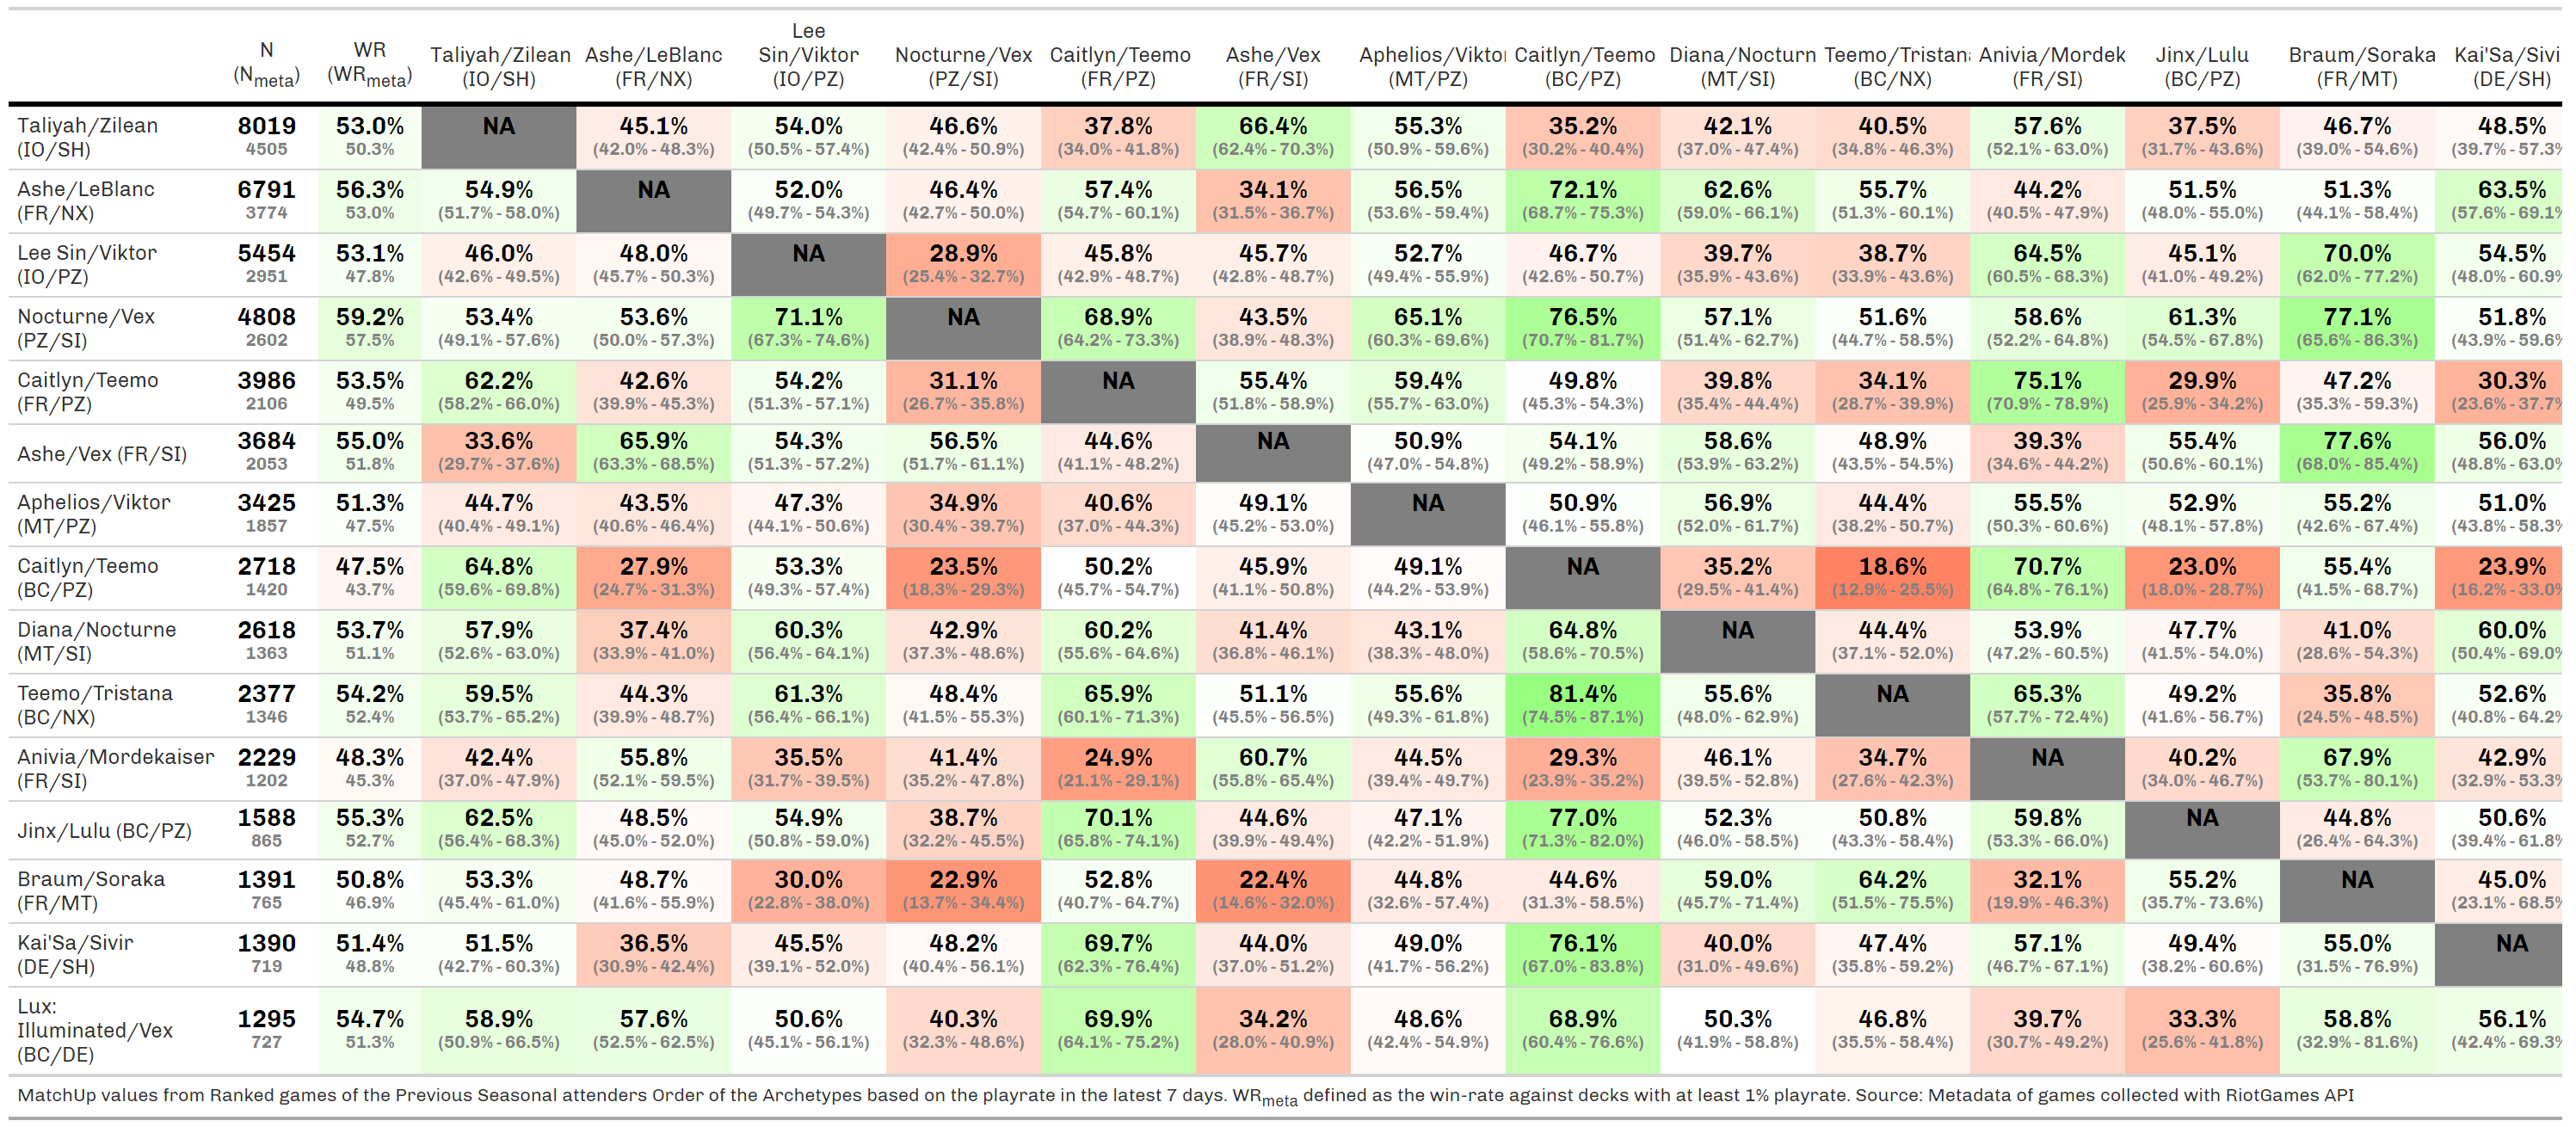 N WR Taliyah/Zilean Ashe/LeBlanc Lee Sin/Viktor Nocturne/Vex Caitlyn/Teemo Ashe/Vex Aphelios/Viktor Caitlyn/Teemo Diana/Nocturn Teemo/Tristana Anivia/Mordek Jinx/Lulu Braum/Soraka Kai'Sa/Sivi
(Nmeta) (WRmeta) (IO/SH) (FR/NX) (IO/PZ) (PZ/SI) (FR/PZ) (FR/SI) (MT/PZ) (BC/PZ) (MT/SI) (BC/NX) (FR/SI) (BC/PZ) (FR/MT) (DE/SH)
Taliyah/Zilean 8019 53.0% NA 45.1% 54.0% 46.6% 37.8% 66.4% 55.3% 35.2% 42.1% 40.5% 57.6% 37.5% 46.7% 48.5%
(IO/SH) 4505 50.3% (42.0% - 48.3%) (50.5% - 57.4%) (42.4% - 50.9%) (34.0% - 41.8%) (62.4% - 70.3%) (50.9% - 59.6%) (30.2% - 40.4%) (37.0% - 47.4%) (34.8% - 46.3%) (52.1% - 63.0%) (31.7% - 43.6%) (39.0% - 54.6%) (39.7% - 57.3%
Ashe/LeBlanc 6791 56.3% 54.9% NA 52.0% 46.4% 57.4% 34.1% 56.5% 72.1% 62.6% 55.7% 44.2% 51.5% 51.3% 63.5%
(FR/NX) 3774 53.0% (51.7% - 58.0%) (49.7% - 54.3%) (42.7% - 50.0%) (54.7% - 60.1%) (31.5% - 36.7%) (53.6% - 59.4%) (68.7% - 75.3%) (59.0% - 66.1%) (51.3% - 60.1%) (40.5% - 47.9%) (48.0% - 55.0%) (44.1% - 58.4%) (57.6% - 69.1%
Lee Sin/Viktor 5454 53.1% 46.0% 48.0% NA 28.9% 45.8% 45.7% 52.7% 46.7% 39.7% 38.7% 64.5% 45.1% 70.0% 54.5%
(IO/PZ) 2951 47.8% (42.6% - 49.5%) (45.7% - 50.3%) (25.4% - 32.7%) (42.9% - 48.7%) (42.8% - 48.7%) (49.4% - 55.9%) (42.6% - 50.7%) (35.9% - 43.6%) (33.9% - 43.6%) (60.5% - 68.3%) (41.0% - 49.2%) (62.0% - 77.2%) (48.0% - 60.9%
Nocturne/Vex 4808 59.2% 53.4% 53.6% 71.1% NA 68.9% 43.5% 65.1% 76.5% 57.1% 51.6% 58.6% 61.3% 77.1% 51.8%
(PZ/SI) 2602 57.5% (49.1% - 57.6%) (50.0% - 57.3%) (67.3% - 74.6%) (64.2% - 73.3%) (38.9% - 48.3%) (60.3% - 69.6%) (70.7% - 81.7%) (51.4% - 62.7%) (44.7% - 58.5%) (52.2% - 64.8%) (54.5% - 67.8%) (65.6% - 86.3%) (43.9% - 59.6%
Caitlyn/Teemo 3986 53.5% 62.2% 42.6% 54.2% 31.1% NA 55.4% 59.4% 49.8% 39.8% 34.1% 75.1% 29.9% 47.2% 30.3%
(FR/PZ) 2106 49.5% (58.2% - 66.0%) (39.9% - 45.3%) (51.3% - 57.1%) (26.7% - 35.8%) (51.8% - 58.9%) (55.7% - 63.0%) (45.3% - 54.3%) (35.4% - 44.4%) (28.7% - 39.9%) (70.9% - 78.9%) (25.9% - 34.2%) (35.3% - 59.3%) (23.6% - 37.7%
Ashe/Vex (FR/SI) 3684 55.0% 33.6% 65.9% 54.3% 56.5% 44.6% NA 50.9% 54.1% 58.6% 48.9% 39.3% 55.4% 77.6% 56.0%
2053 51.8% (29.7% - 37.6%) (63.3% - 68.5%) (51.3% - 57.2%) (51.7% - 61.1%) (41.1% - 48.2%) (47.0% - 54.8%) (49.2% - 58.9%) (53.9% - 63.2%) (43.5% - 54.5%) (34.6% - 44.2%) (50.6% - 60.1%) (68.0% - 85.4%) (48.8% - 63.0%
Aphelios/Viktor 3425 51.3% 44.7% 43.5% 47.3% 34.9% 40.6% 49.1% NA 50.9% 56.9% 44.4% 55.5% 52.9% 55.2% 51.0%
(MT/PZ) 1857 47.5% (40.4% - 49.1%) (40.6% - 46.4%) (44.1% - 50.6%) (30.4% - 39.7%) (37.0% - 44.3%) (45.2% - 53.0%) (46.1% - 55.8%) (52.0% - 61.7%) (38.2% - 50.7%) (50.3% - 60.6%) (48.1% - 57.8%) (42.6% - 67.4%) (43.8% - 58.3%
Caitlyn/Teemo 2718 47.5% 64.8% 27.9% 53.3% 23.5% 50.2% 45.9% 49.1% NA 35.2% 18.6% 70.7% 23.0% 55.4% 23.9%
(BC/PZ) 1420 43.7% (59.6% - 69.8%) (24.7% - 31.3%) (49.3% - 57.4%) (18.3% - 29.3%) (45.7% - 54.7%) (41.1% - 50.8%) (44.2% - 53.9%) (29.5% - 41.4%) (12.9% - 25.5%) (64.8% - 76.1%) (18.0% - 28.7%) (41.5% - 68.7%) (16.2% - 33.0%
Diana/Nocturne 2618 53.7% 57.9% 37.4% 60.3% 42.9% 60.2% 41.4% 43.1% 64.8% NA 44.4% 53.9% 47.7% 41.0% 60.0%
(MT/SI) 1363 51.1% (52.6% - 63.0%) (33.9% - 41.0%) (56.4% - 64.1%) (37.3% - 48.6%) (55.6% - 64.6%) (36.8% - 46.1%) (38.3% - 48.0%) (58.6% - 70.5%) (37.1% - 52.0%) (47.2% - 60.5%) (41.5% - 54.0%) (28.6% - 54.3%) (50.4% - 69.0%
Teemo/Tristana 2377 54.2% 59.5% 44.3% 61.3% 48.4% 65.9% 51.1% 55.6% 81.4% 55.6% NA 65.3% 49.2% 35.8% 52.6%
(BC/NX) 1346 52.4% (53.7% - 65.2%) (39.9% - 48.7%) (56.4% - 66.1%) (41.5% - 55.3%) (60.1% - 71.3%) (45.5% - 56.5%) (49.3% - 61.8%) (74.5% - 87.1%) (48.0% - 62.9%) (57.7% - 72.4%) (41.6% - 56.7%) (24.5% - 48.5%) (40.8% - 64.2%
Anivia/Mordekaiser 2229 48.3% 42.4% 55.8% 35.5% 41.4% 24.9% 60.7% 44.5% 29.3% 46.1% 34.7% NA 40.2% 67.9% 42.9%
(FR/SI) 1202 45.3% (37.0% - 47.9%) (52.1% - 59.5%) (31.7% - 39.5%) (35.2% - 47.8%) (21.1% - 29.1%) (55.8% - 65.4%) (39.4% - 49.7%) (23.9% - 35.2%) (39.5% - 52.8%) (27.6% - 42.3%) (34.0% - 46.7%) (53.7% - 80.1%) (32.9% - 53.3%
Jinx/Lulu (BC/PZ) 1588 55.3% 62.5% 48.5% 54.9% 38.7% 70.1% 44.6% 47.1% 77.0% 52.3% 50.8% 59.8% NA 44.8% 50.6%
865 52.7% (56.4% - 68.3%) (45.0% - 52.0%) (50.8% - 59.0%) (32.2% - 45.5%) (65.8% - 74.1%) (39.9% - 49.4%) (42.2% - 51.9%) (71.3% - 82.0%) (46.0% - 58.5%) (43.3% - 58.4%) (53.3% - 66.0%) (26.4% - 64.3%) (39.4% - 61.8%
Braum/Soraka 1391 50.8% 53.3% 48.7% 30.0% 22.9% 52.8% 22.4% 44.8% 44.6% 59.0% 64.2% 32.1% 55.2% NA 45.0%
(FR/MT) 765 46.9% (45.4% - 61.0%) (41.6% - 55.9%) (22.8% - 38.0%) (13.7% - 34.4%) (40.7% - 64.7%) (14.6% - 32.0%) (32.6% - 57.4%) (31.3% - 58.5%) (45.7% - 71.4%) (51.5% - 75.5%) (19.9% - 46.3%) (35.7% - 73.6%) (23.1% - 68.5%
Kai'Sa/Sivir 1390 51.4% 51.5% 36.5% 45.5% 48.2% 69.7% 44.0% 49.0% 76.1% 40.0% 47.4% 57.1% 49.4% 55.0% NA
(DE/SH) 719 48.8% (42.7% - 60.3%) (30.9% - 42.4%) (39.1% - 52.0%) (40.4% - 56.1%) (62.3% - 76.4%) (37.0% - 51.2%) (41.7% - 56.2%) (67.0% - 83.8%) (31.0% - 49.6%) (35.8% - 59.2%) (46.7% - 67.1%) (38.2% - 60.6%) (31.5% - 76.9%)
Lux:
Illuminated/Vex 1295 54.7% 58.9% 57.6% 50.6% 40.3% 69.9% 34.2% 48.6% 68.9% 50.3% 46.8% 39.7% 33.3% 58.8% 56.1%
(BC/DE) 727 51.3% (50.9% - 66.5%) (52.5% - 62.5%) (45.1% - 56.1%) (32.3% - 48.6%) (64.1% - 75.2%) (28.0% - 40.9%) (42.4% - 54.9%) (60.4% - 76.6%) (41.9% - 58.8%) (35.5% - 58.4%) (30.7% - 49.2%) (25.6% - 41.8%) (32.9% - 81.6%) (42.4% - 69.3%
MatchUp values from Ranked games of the Previous Seasonal attenders Order of the Archetypes based on the playrate in the latest 7 days. WRmeta defined as the win-rate against decks with at least 1% playrate. Source: Metadata of games collected with RiotGames API